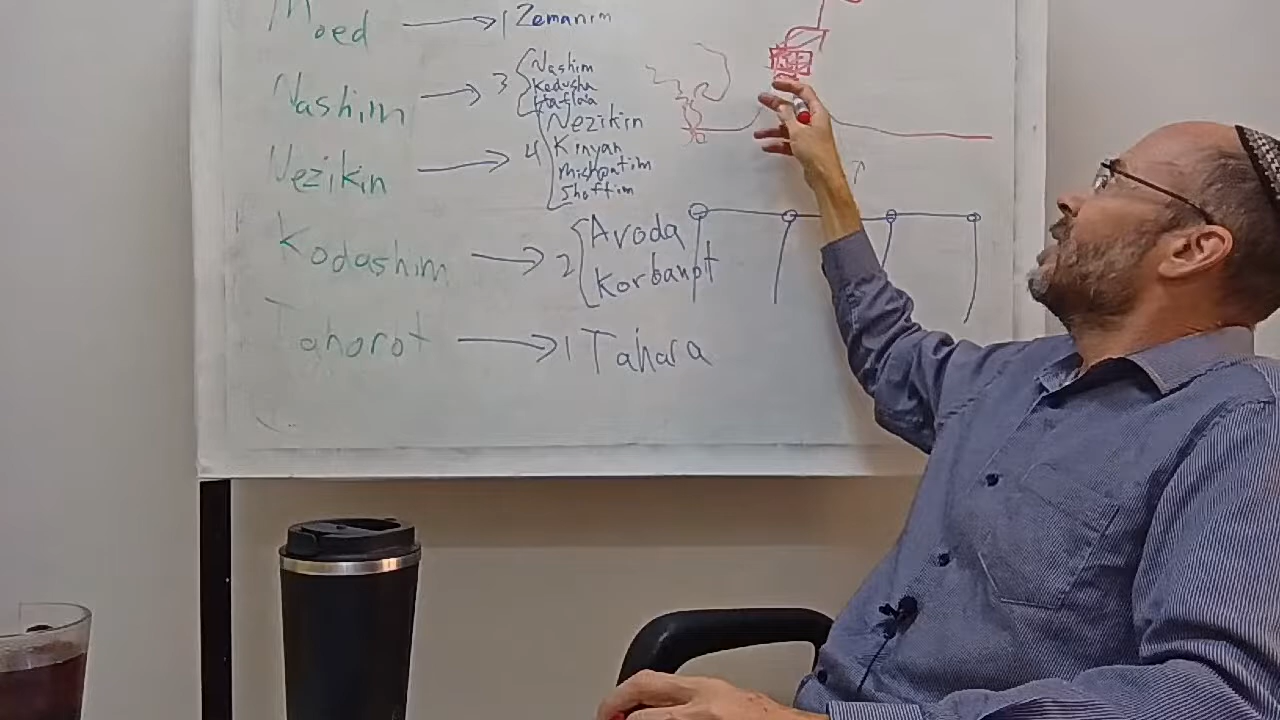 Moed → 1 Zemanim
Nashim → 3 { Nashim
Kedusha
Haflaa
Nezikin → 4 { Nezikin
Kinyan
Mishpatim
Shoftim
Kodashim → 2 { Avoda
Korbanot
Tahorot → 1 Tahara